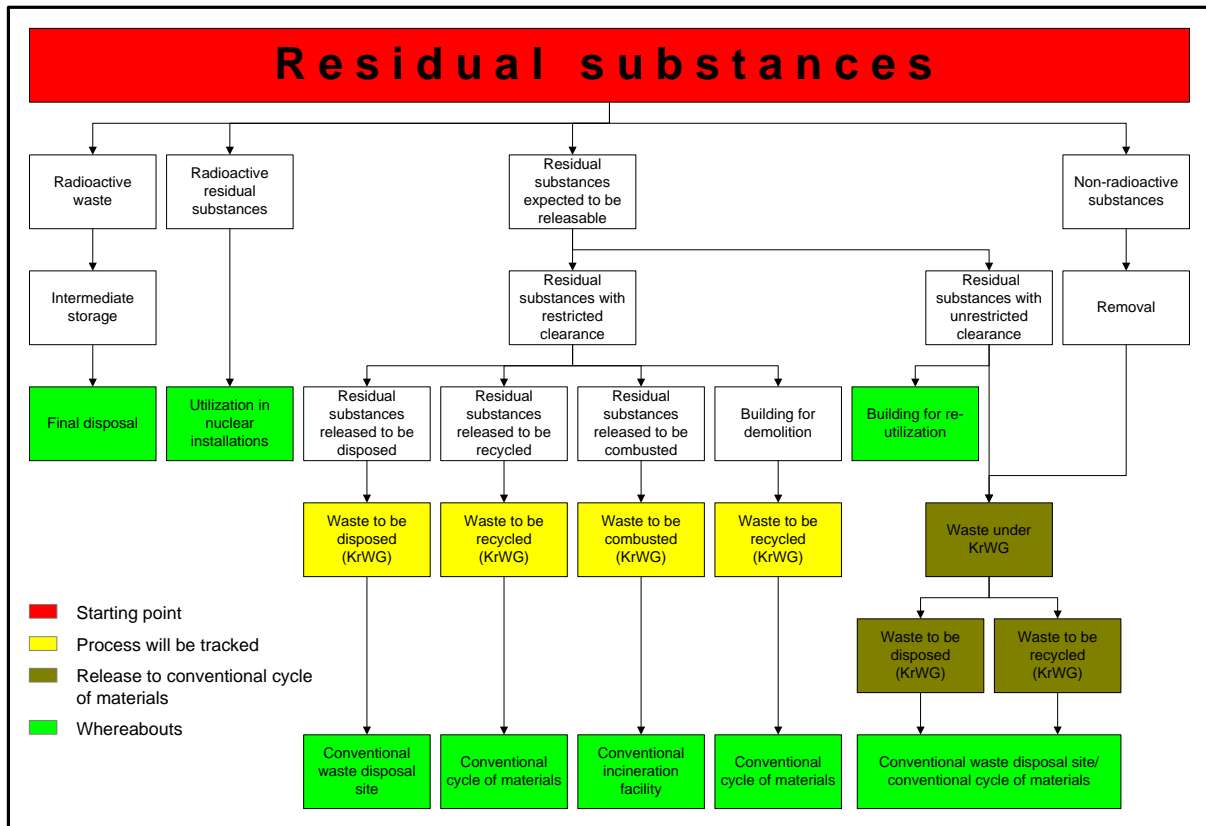 Residual substances
Radioactive
waste
Radioactive
residual
substances
Residual
substances
expected to be
releasable
Non-radioactive
substances
Intermediate
storage
Residual
substances with
restricted
clearance
Residual
substances with
unrestricted
clearance
Removal
Final disposal
Utilization in
nuclear
installations
Residual
substances
released to be
disposed
Residual
substances
released to be
recycled
Residual
substances
released to be
combusted
Building for
demolition
Building for re-
utilization
Waste to be
disposed
(KrWG)
Waste to be
recycled
(KrWG)
Waste to be
combusted
(KrWG)
Waste to be
recycled
(KrWG)
Waste under
KrWG
Starting point
Process will be tracked
Release to conventional cycle
of materials
Whereabouts
Waste to be
disposed
(KrWG)
Waste to be
recycled
(KrWG)
Conventional
waste disposal
site
Conventional
cycle of materials
Conventional
incineration
facility
Conventional
cycle of materials
Conventional waste disposal site/
conventional cycle of materials